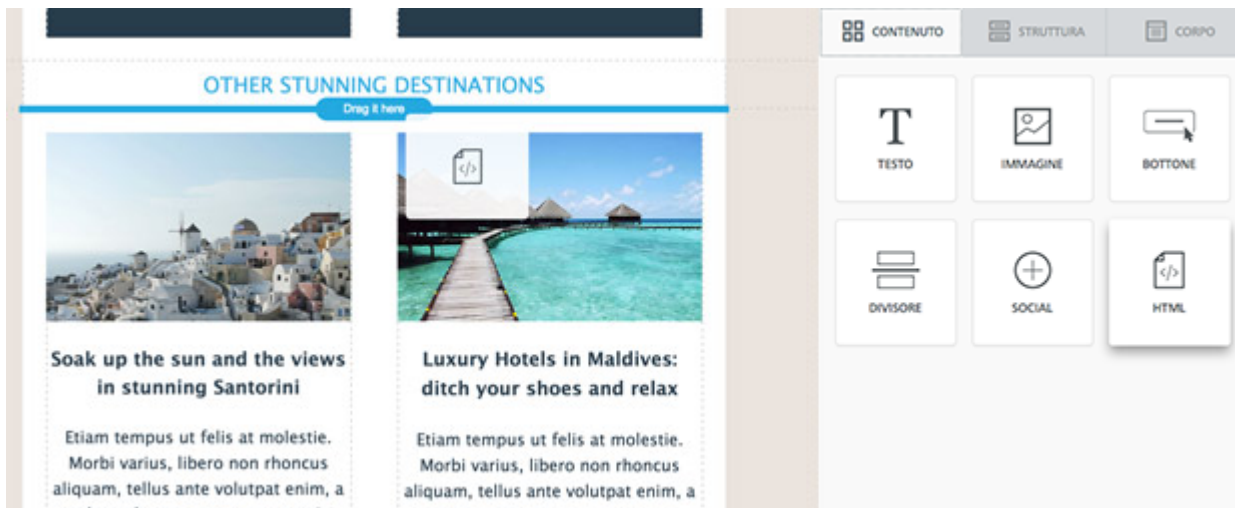 CONTENUTO
STRUTTURA
CORPO
OTHER STUNNING DESTINATIONS
Drag it here
TESTO
IMMAGINE
BOTTONE
DIVISORE
SOCIAL
HTML
Soak up the sun and the views
in stunning Santorini
Etiam tempus ut felis at molestie.
Morbi varius, libero non rhoncus
aliquam, tellus ante volutpat enim, a
Luxury Hotels in Maldives:
ditch your shoes and relax
Etiam tempus ut felis at molestie.
Morbi varius, libero non rhoncus
aliquam, tellus ante volutpat enim, a